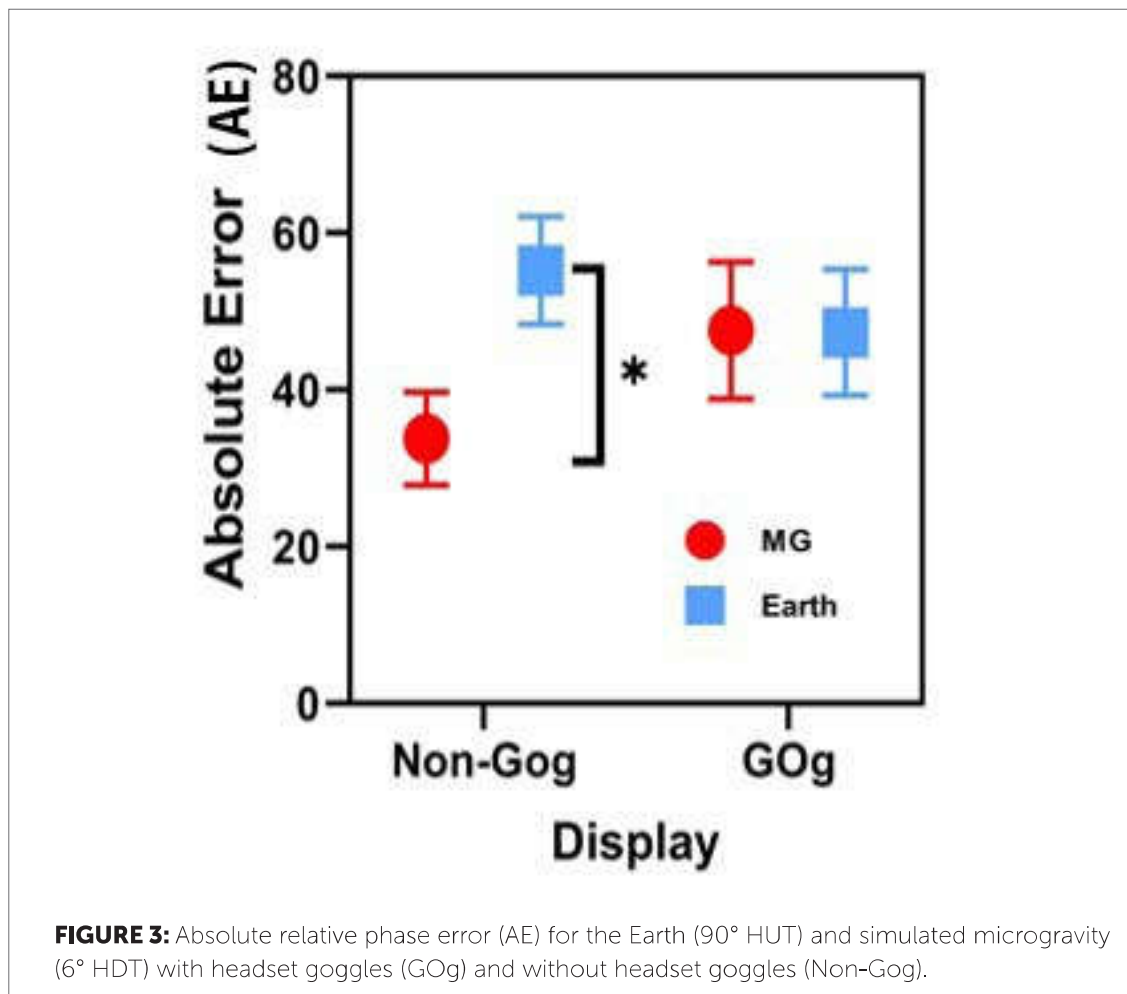 Absolute Error (AE)
80
60
40
20
0
*
MG
Earth
Non-Gog GOg
Display
FIGURE 3: Absolute relative phase error (AE) for the Earth (90° HUT) and simulated microgravity
(6° HDT) with headset goggles (GOg) and without headset goggles (Non-Gog).